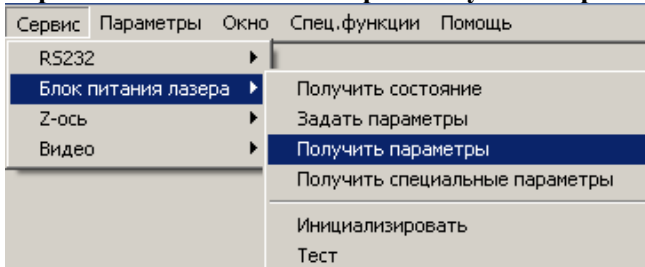 Сервис Параметры Окно Спец.функции Помощь
RS232
Блок питания лазера
Z-ось
Видео
Получить состояние
Задать параметры
Получить параметры
Получить специальные параметры
Инициализировать
Тест